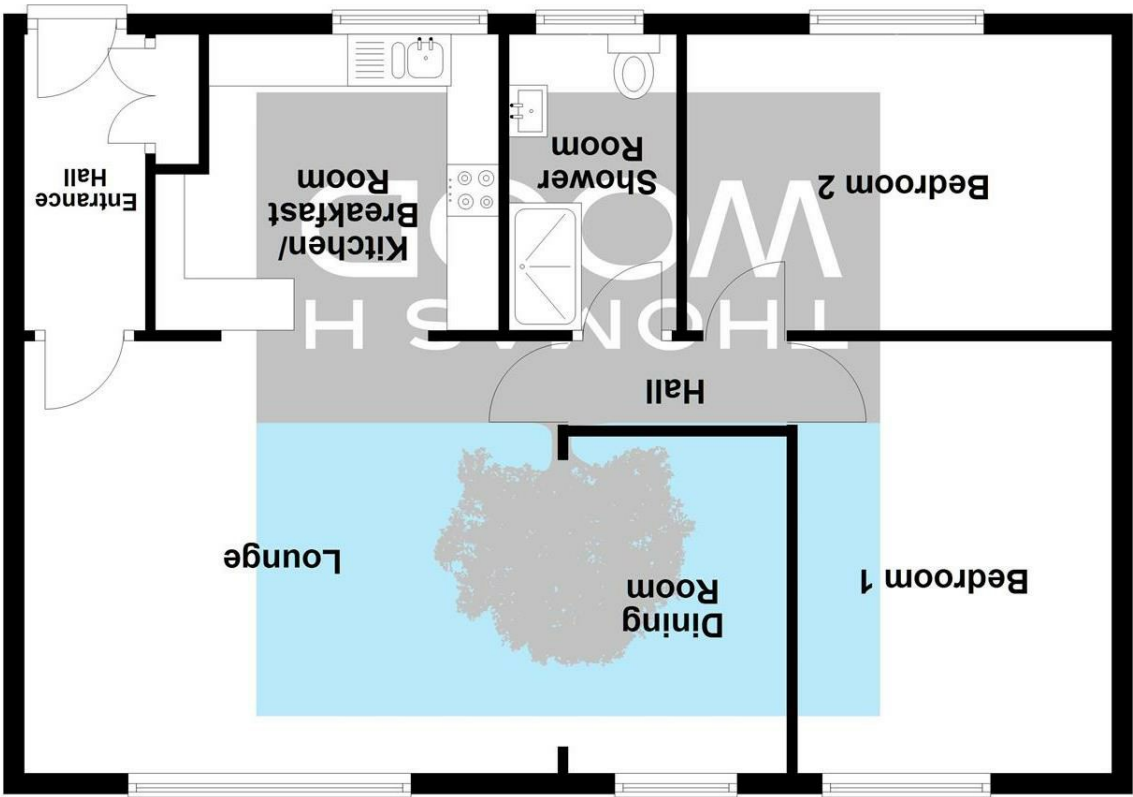 Bedroom 1
Dining
Room
Lounge
Hall
THOMAS H
WOOD
Bedroom 2
Shower
Room
Kitchen/
Breakfast
Room
Entrance
Hall